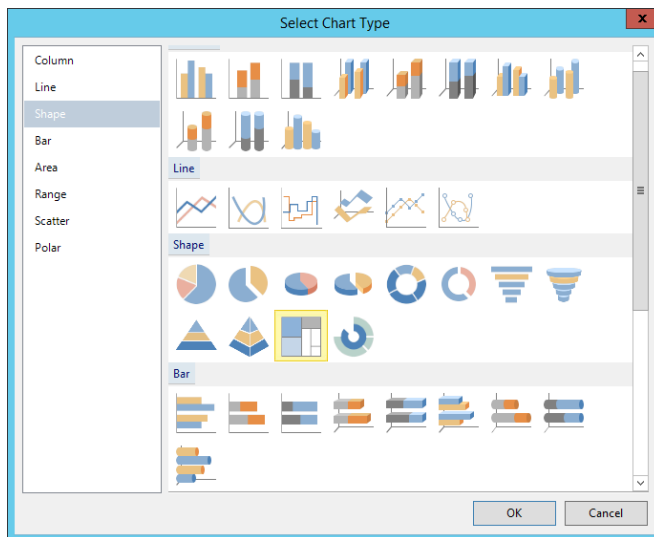 Select Chart Type
x
Column
Line
Shape
Bar
Area
Range
Scatter
Polar
Line
Shape
Bar
OK
Cancel